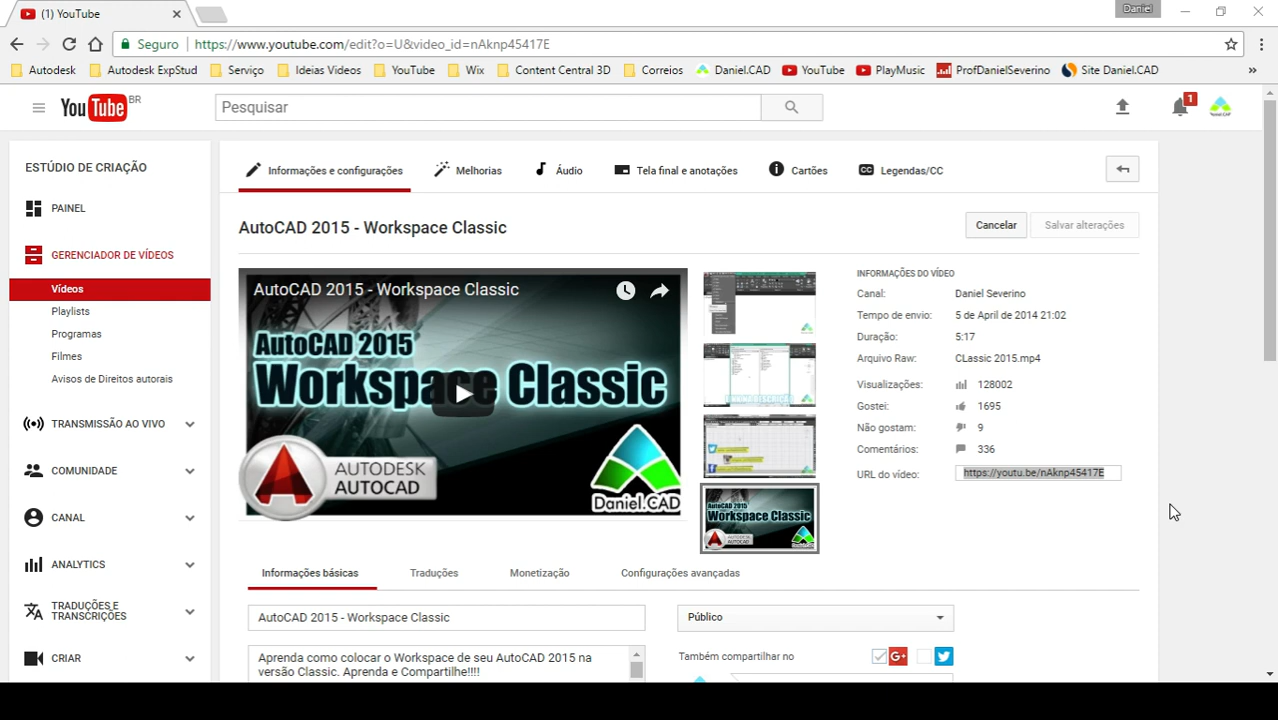 (1) YouTube
Daniel
Seguro
https://www.youtube.com/edit?o=U&video_id=nAknp45417E
Autodesk
Autodesk ExpStud
Serviço
Ideias Videos
YouTube
Wix
Content Central 3D
Correios
Daniel.CAD
YouTube
PlayMusic
ProfDanielSeverino
Site Daniel.CAD
»
YouTube BR
Pesquisar
1
ESTÚDIO DE CRIAÇÃO
PAINEL
GERENCIADOR DE VÍDEOS
Vídeos
Playlists
Programas
Filmes
Avisos de Direitos autorais
TRANSMISSÃO AO VIVO
COMUNIDADE
CANAL
ANALYTICS
TRADUÇÕES E
TRANSCRIÇÕES
CRIAR
Informações e configurações
Melhorias
Áudio
Tela final e anotações
Cartões
CC Legendas/CC
AutoCAD 2015 - Workspace Classic
Cancelar
Salvar alterações
AutoCAD 2015 - Workspace Classic
AutoCAD 2015
Workspace Classic
AUTODESK
AUTOCAD
Daniel.CAD
AutoCAD 2015
Workspace Classic
INFORMAÇÕES DO VÍDEO
Canal: Daniel Severino
Tempo de envio: 5 de April de 2014 21:02
Duração: 5:17
Arquivo Raw: CLassic 2015.mp4
Visualizações: 128002
Gostei: 1695
Não gostam: 9
Comentários: 336
URL do vídeo: https://youtu.be/nAknp45417E
Informações básicas
Traduções
Monetização
Configurações avançadas
AutoCAD 2015 - Workspace Classic
Público
Aprenda como colocar o Workspace de seu AutoCAD 2015 na
versão Classic. Aprenda e Compartilhe!!!!
Também compartilhar no
G+